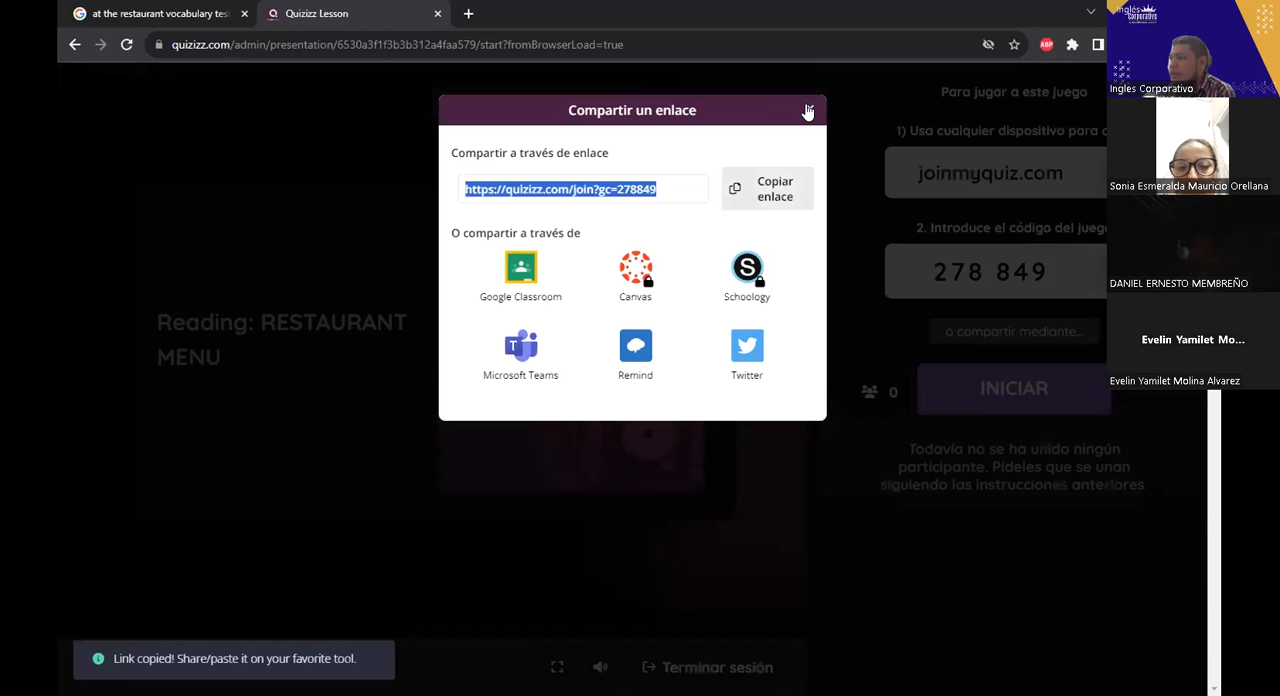 at the restaurant vocabulary tes
Quizizz Lesson
quizizz.com/admin/presentation/6530a3f1f3b3b312a4faa579/start?fromBrowserLoad=true
ABP
Compartir un enlace
Compartir a través de enlace
https://quizizz.com/join?gc=278849
Copiar
enlace
O compartir a través de
Google Classroom
Canvas
Schoology
Microsoft Teams
Remind
Twitter
Reading: RESTAURANT
MENU
Para jugar a este juego
1) Usa cualquier dispositivo para a
joinmyquiz.com
2. Introduce el código del juego
278 849
o compartir mediante...
0
INICIAR
Todavía no se ha unido ningún
participante. Pídeles que se unan
siguiendo las instrucciones anteriores.
Link copied! Share/paste it on your favorite tool.
Terminar sesión
Inglés
Corporativo
Ingles Corporativo
Sonia Esmeralda Mauricio Orellana
DANIEL ERNESTO MEMBREÑO
Evelin Yamilet Mo...
Evelin Yamilet Molina Alvarez